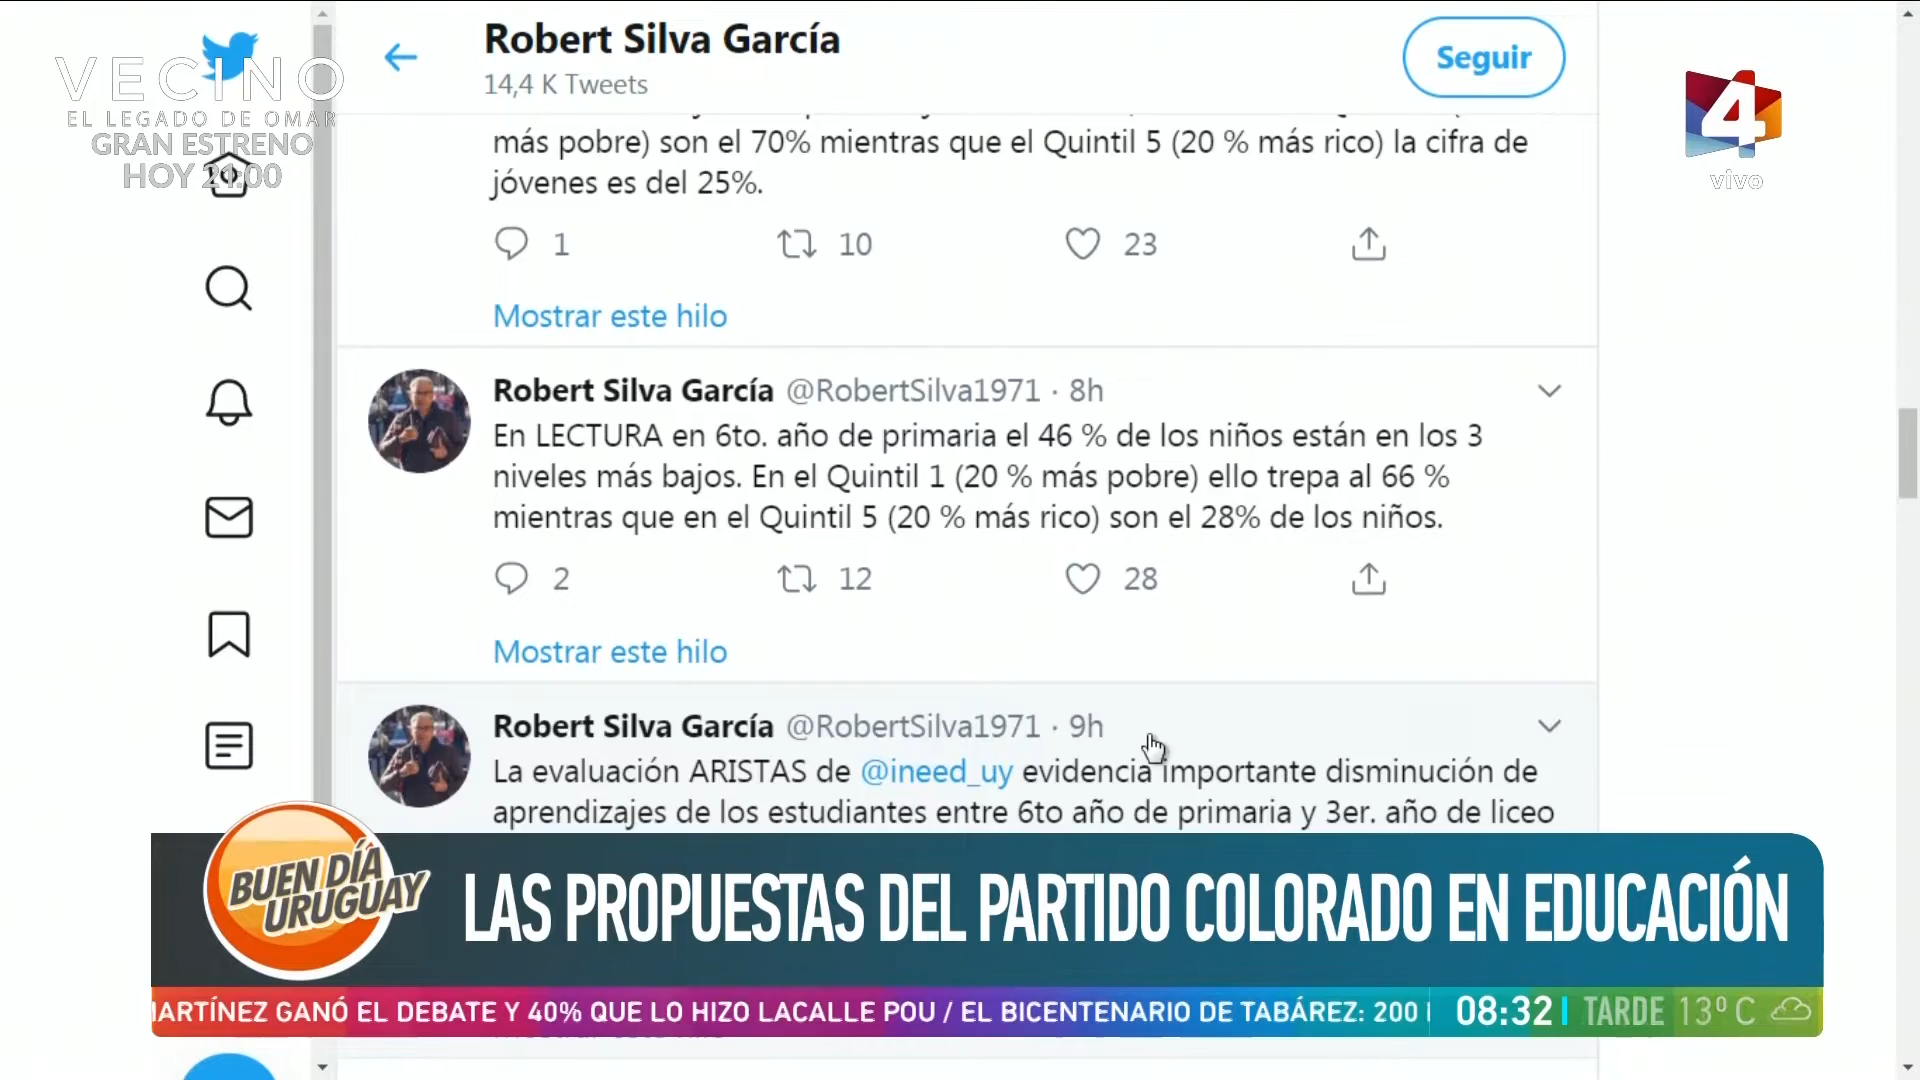 Robert Silva García
14,4 K Tweets
Seguir
VECINO
EL LEGADO DE OMAR
GRAN ESTRENO
HOY 21:00
4
vivo
más pobre) son el 70% mientras que el Quintil 5 (20 % más rico) la cifra de
jóvenes es del 25%.
1 10 23
Mostrar este hilo
Robert Silva García @RobertSilva1971 · 8h
En LECTURA en 6to. año de primaria el 46 % de los niños están en los 3
niveles más bajos. En el Quintil 1 (20 % más pobre) ello trepa al 66 %
mientras que en el Quintil 5 (20 % más rico) son el 28% de los niños.
2 12 28
Mostrar este hilo
Robert Silva García @RobertSilva1971 · 9h
La evaluación ARISTAS de @ineed_uy evidencia importante disminución de
aprendizajes de los estudiantes entre 6to año de primaria y 3er. año de liceo
BUEN DÍA
URUGUAY
LAS PROPUESTAS DEL PARTIDO COLORADO EN EDUCACIÓN
MARTÍNEZ GANÓ EL DEBATE Y 40% QUE LO HIZO LACALLE POU / EL BICENTENARIO DE TABÁREZ: 200
08:32 TARDE 13º C